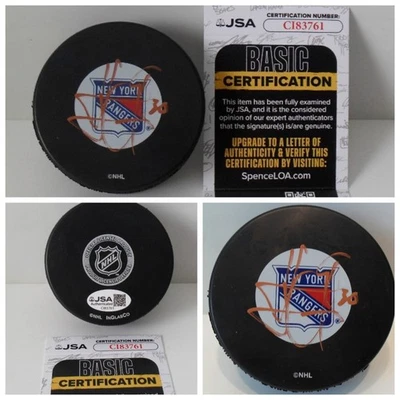 NEW YORK
RANGERS
30
®
©NHL
JSA
CERTIFICATION NUMBER:
CI83761
BASIC
CERTIFICATION
This item has been fully examined
by JSA, and it is the considered
opinion of our expert authenticators
that the signature(s) is/are genuine.
UPGRADE TO A LETTER OF
AUTHENTICITY & VERIFY THIS
CERTIFICATION BY VISITING:
SpenceLOA.com
NHL
JSA
©NHL InGlasCo
JSA
CERTIFICATION NUMBER:
CI83761
BASIC
CERTIFICATION
NEW YORK
RANGERS
30
®
©NHL